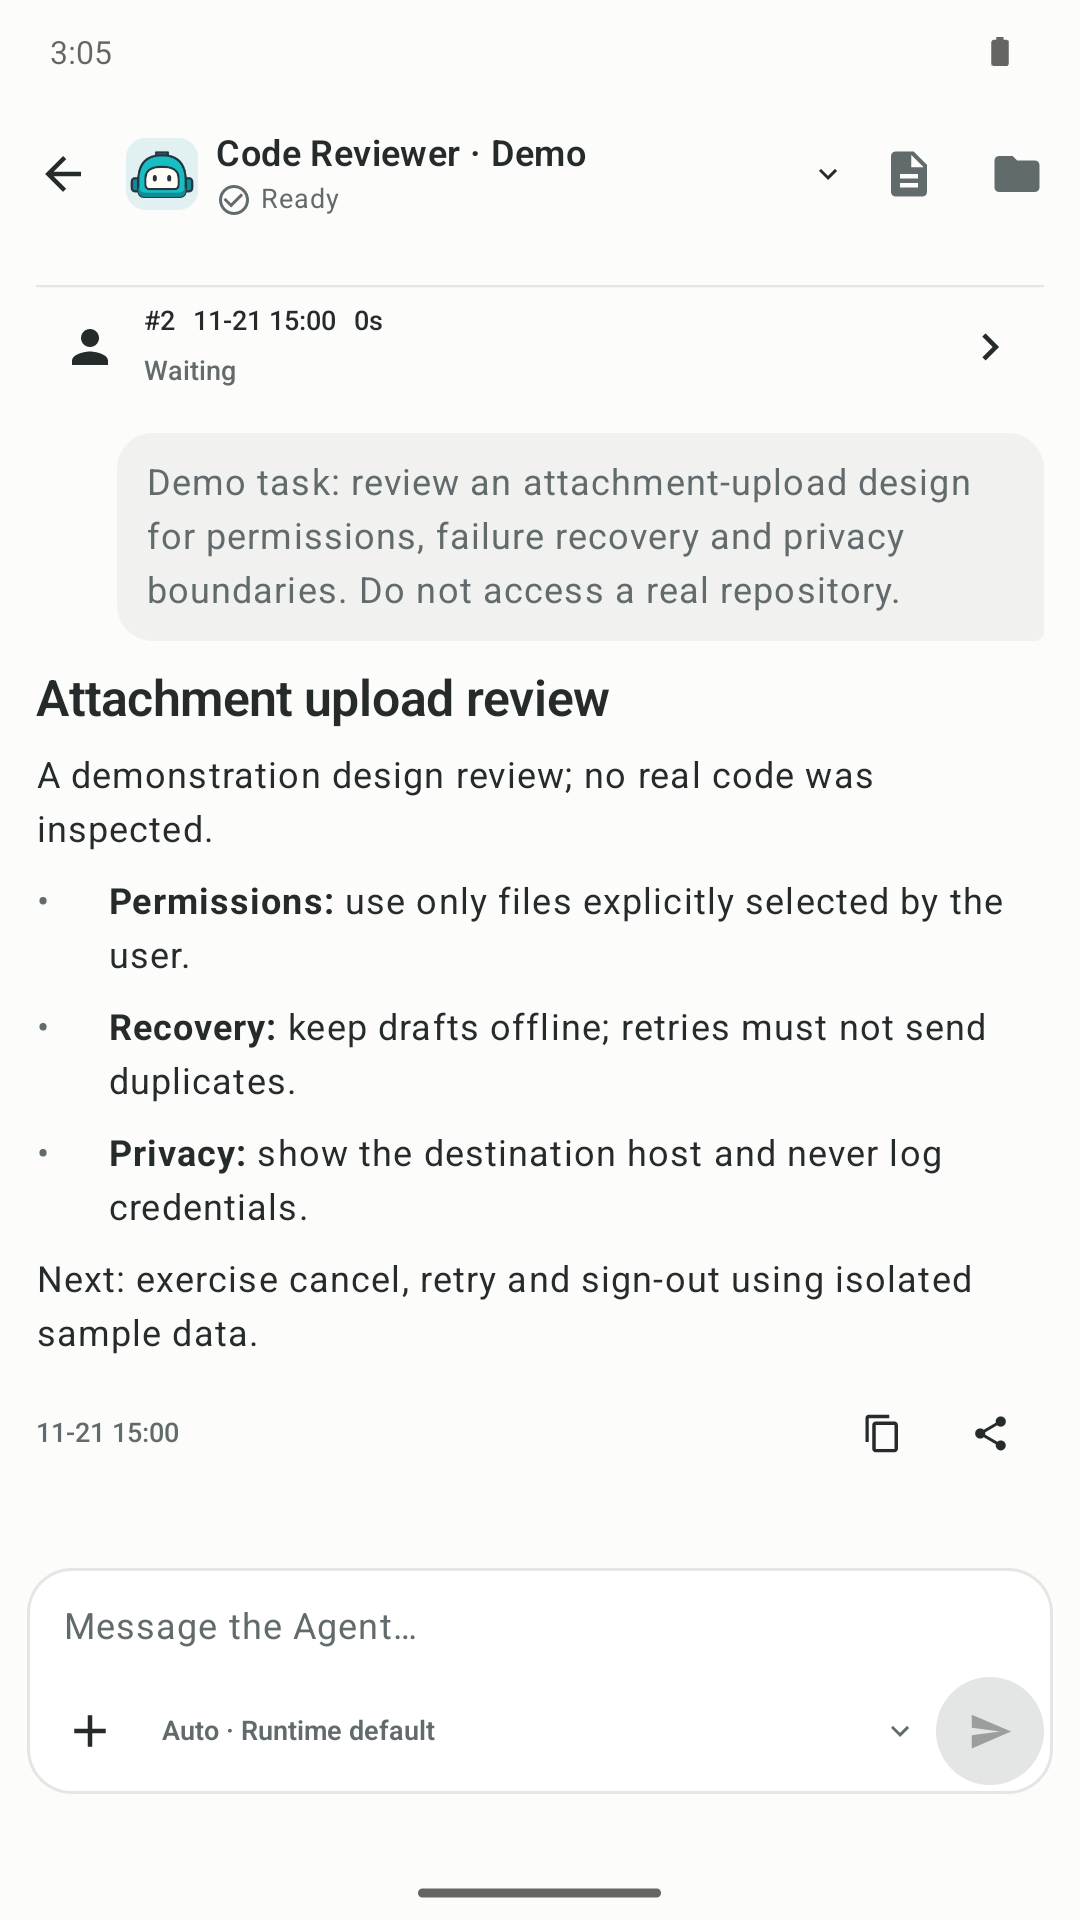 3:05
Code Reviewer · Demo
Ready
#2 11-21 15:00 0s
Waiting
Demo task: review an attachment-upload design
for permissions, failure recovery and privacy
boundaries. Do not access a real repository.
Attachment upload review
A demonstration design review; no real code was
inspected.
• Permissions: use only files explicitly selected by the
user.
• Recovery: keep drafts offline; retries must not send
duplicates.
• Privacy: show the destination host and never log
credentials.
Next: exercise cancel, retry and sign-out using isolated
sample data.
11-21 15:00
Message the Agent…
Auto · Runtime default